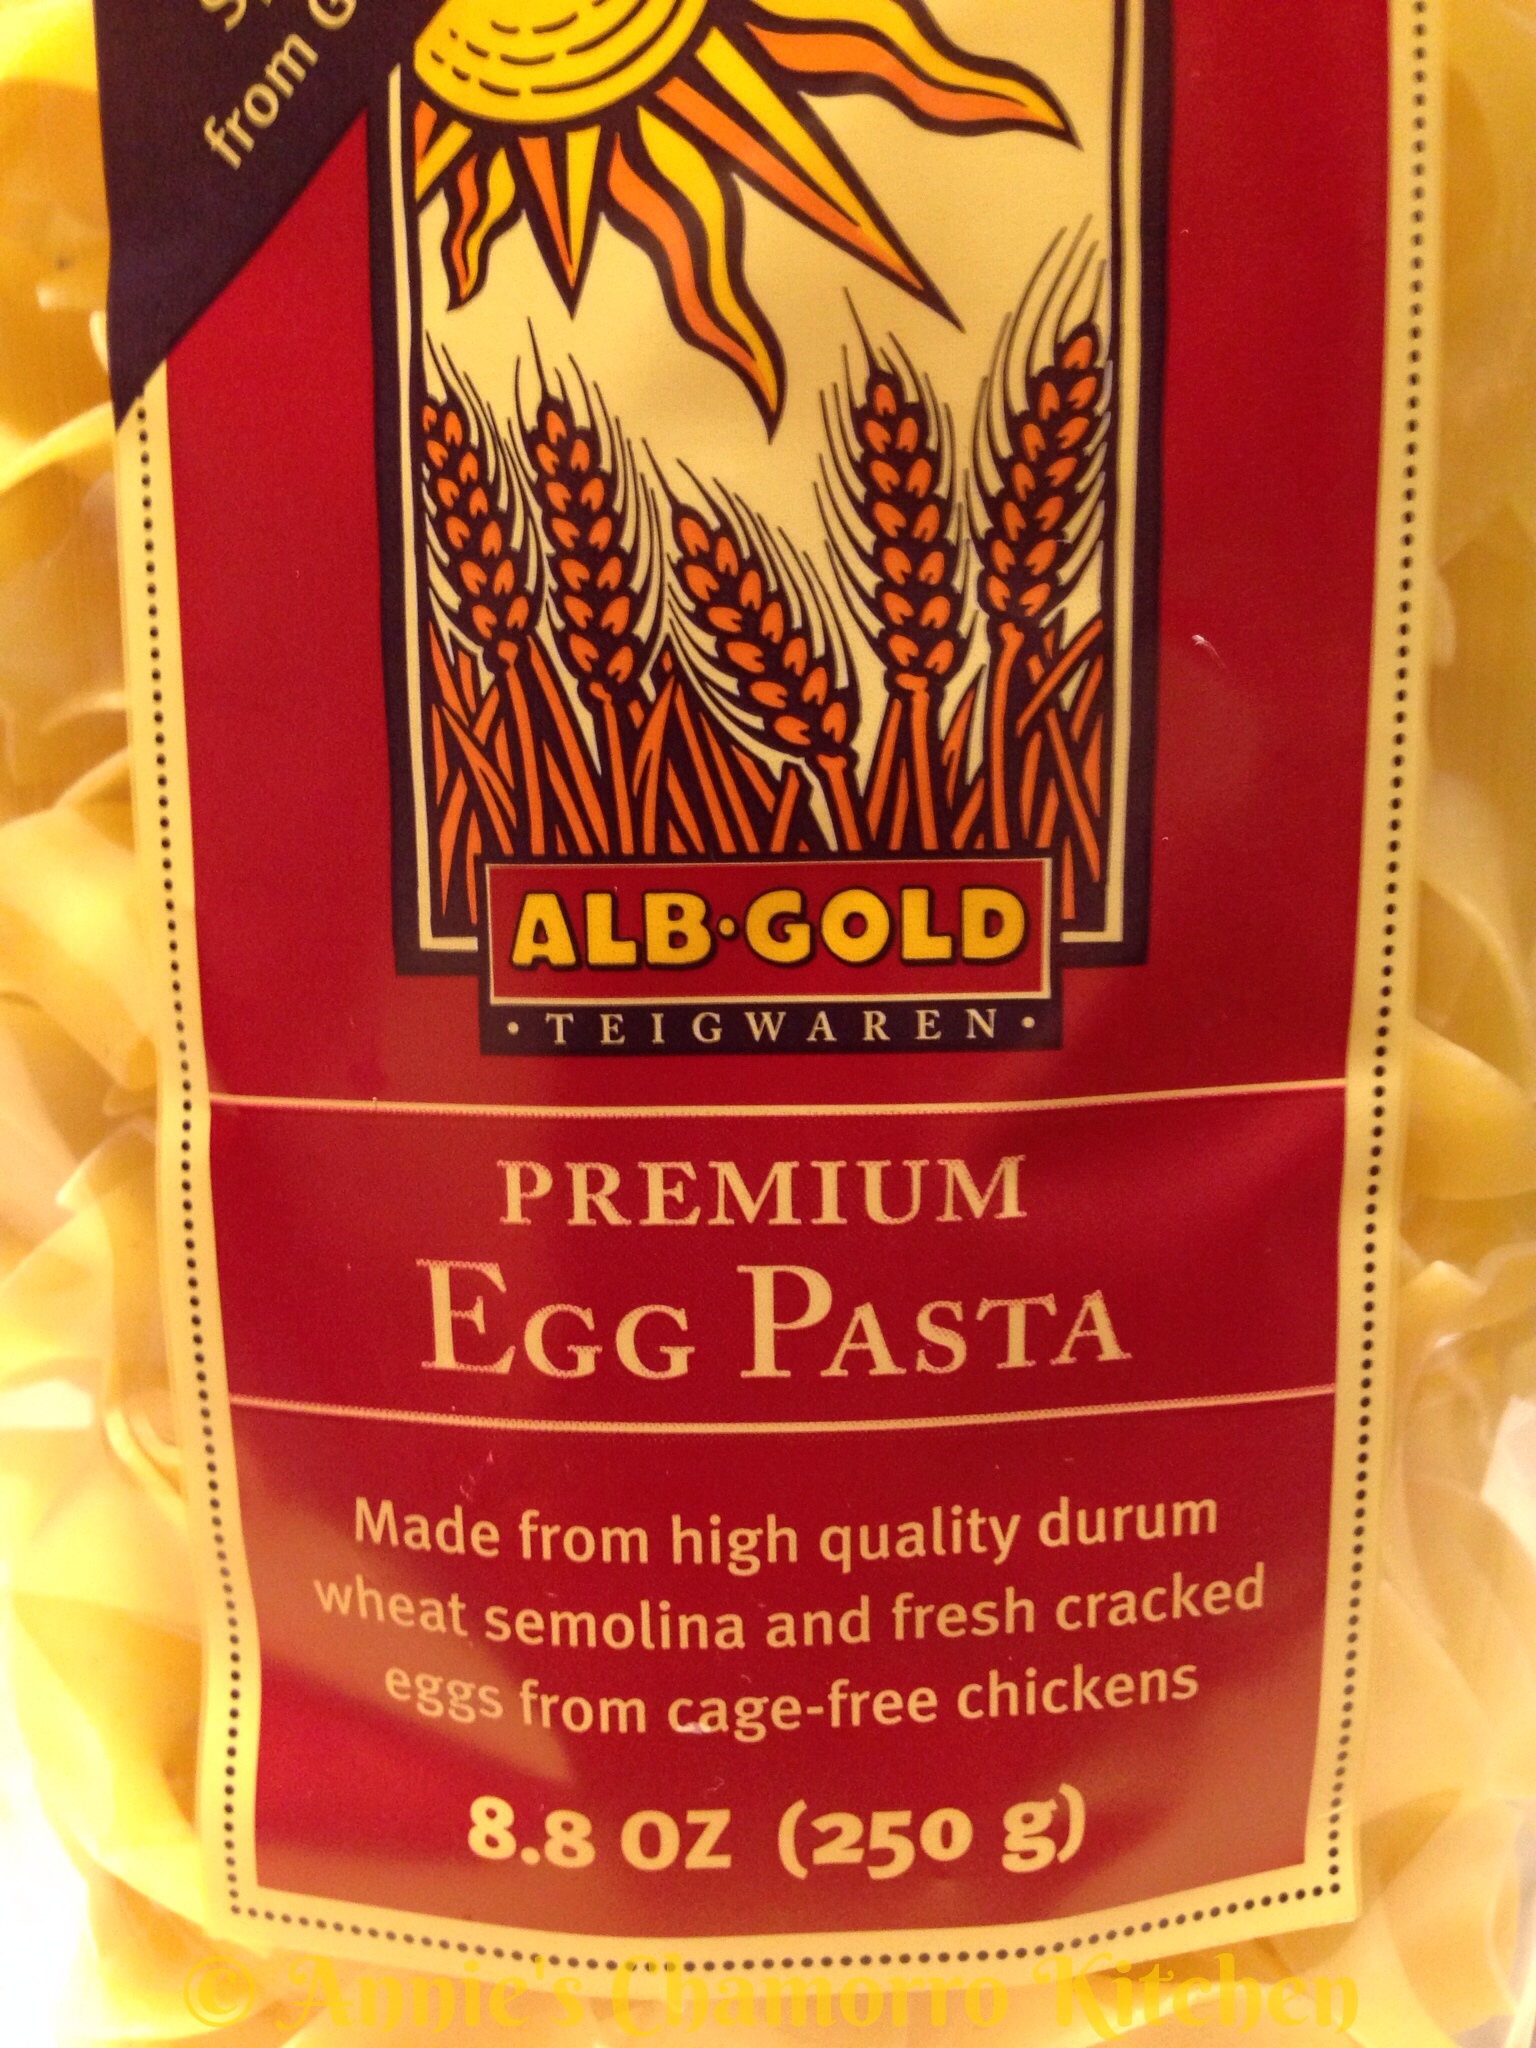 from
ALB·GOLD
·TEIGWAREN·
PREMIUM
EGG PASTA
Made from high quality durum
wheat semolina and fresh cracked
eggs from cage-free chickens
8.8 OZ (250 g)
© Annie's Chamorro Kitchen